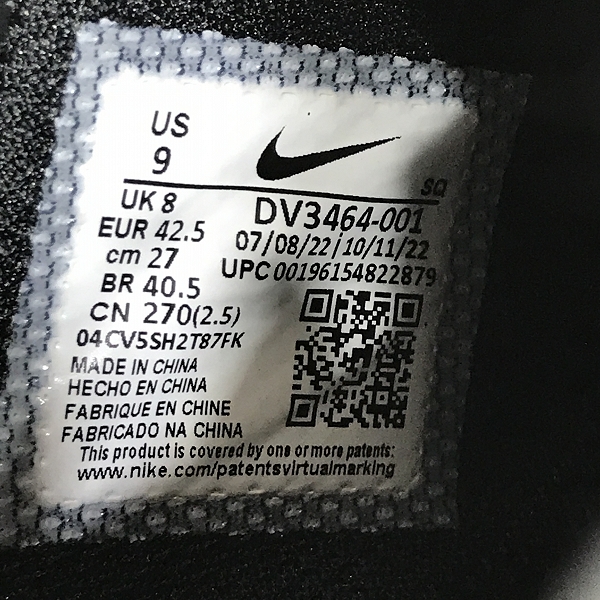 US
9
SQ
UK 8
EUR 42.5
cm 27
BR 40.5
CN 270(2.5)
04CV5SH2T87FK
DV3464-001
07/08/22/10/11/22
UPC 00196154822879
MADE IN CHINA
HECHO EN CHINA
FABRIQUE EN CHINE
FABRICADO NA CHINA
This product is covered by one or more patents:
www.nike.com/patentsvirtualmarking